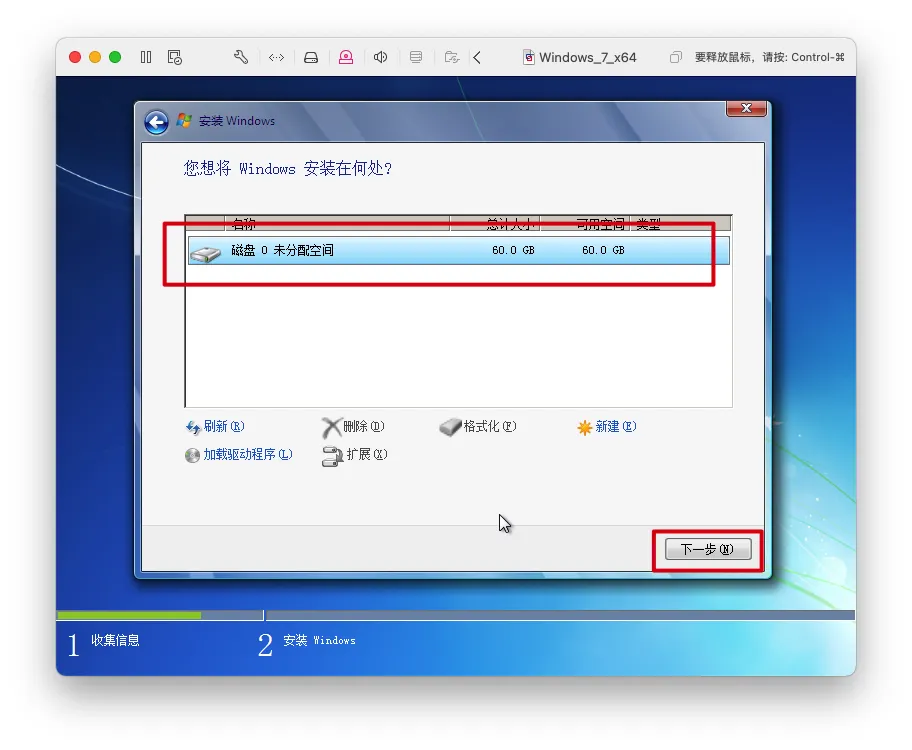 Windows_7_x64
要释放鼠标，请按: Control-⌘
安装 Windows
您想将 Windows 安装在何处?
名称 总计大小 可用空间 类型
磁盘 0 未分配空间 60.0 GB 60.0 GB
刷新(R) 删除(D) 格式化(F) 新建(E)
加载驱动程序(L) 扩展(X)
下一步(N)
1 收集信息 2 安装 Windows